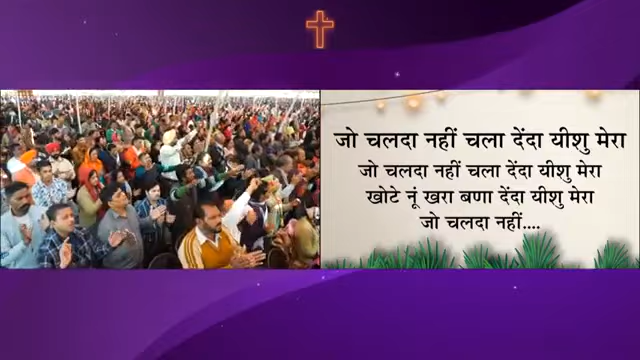 जो चलदा नहीं चला देंदा यीशु मेरा
जो चलदा नहीं चला देंदा यीशु मेरा
खोटे नूं खरा बणा देंदा यीशु मेरा
जो चलदा नहीं....